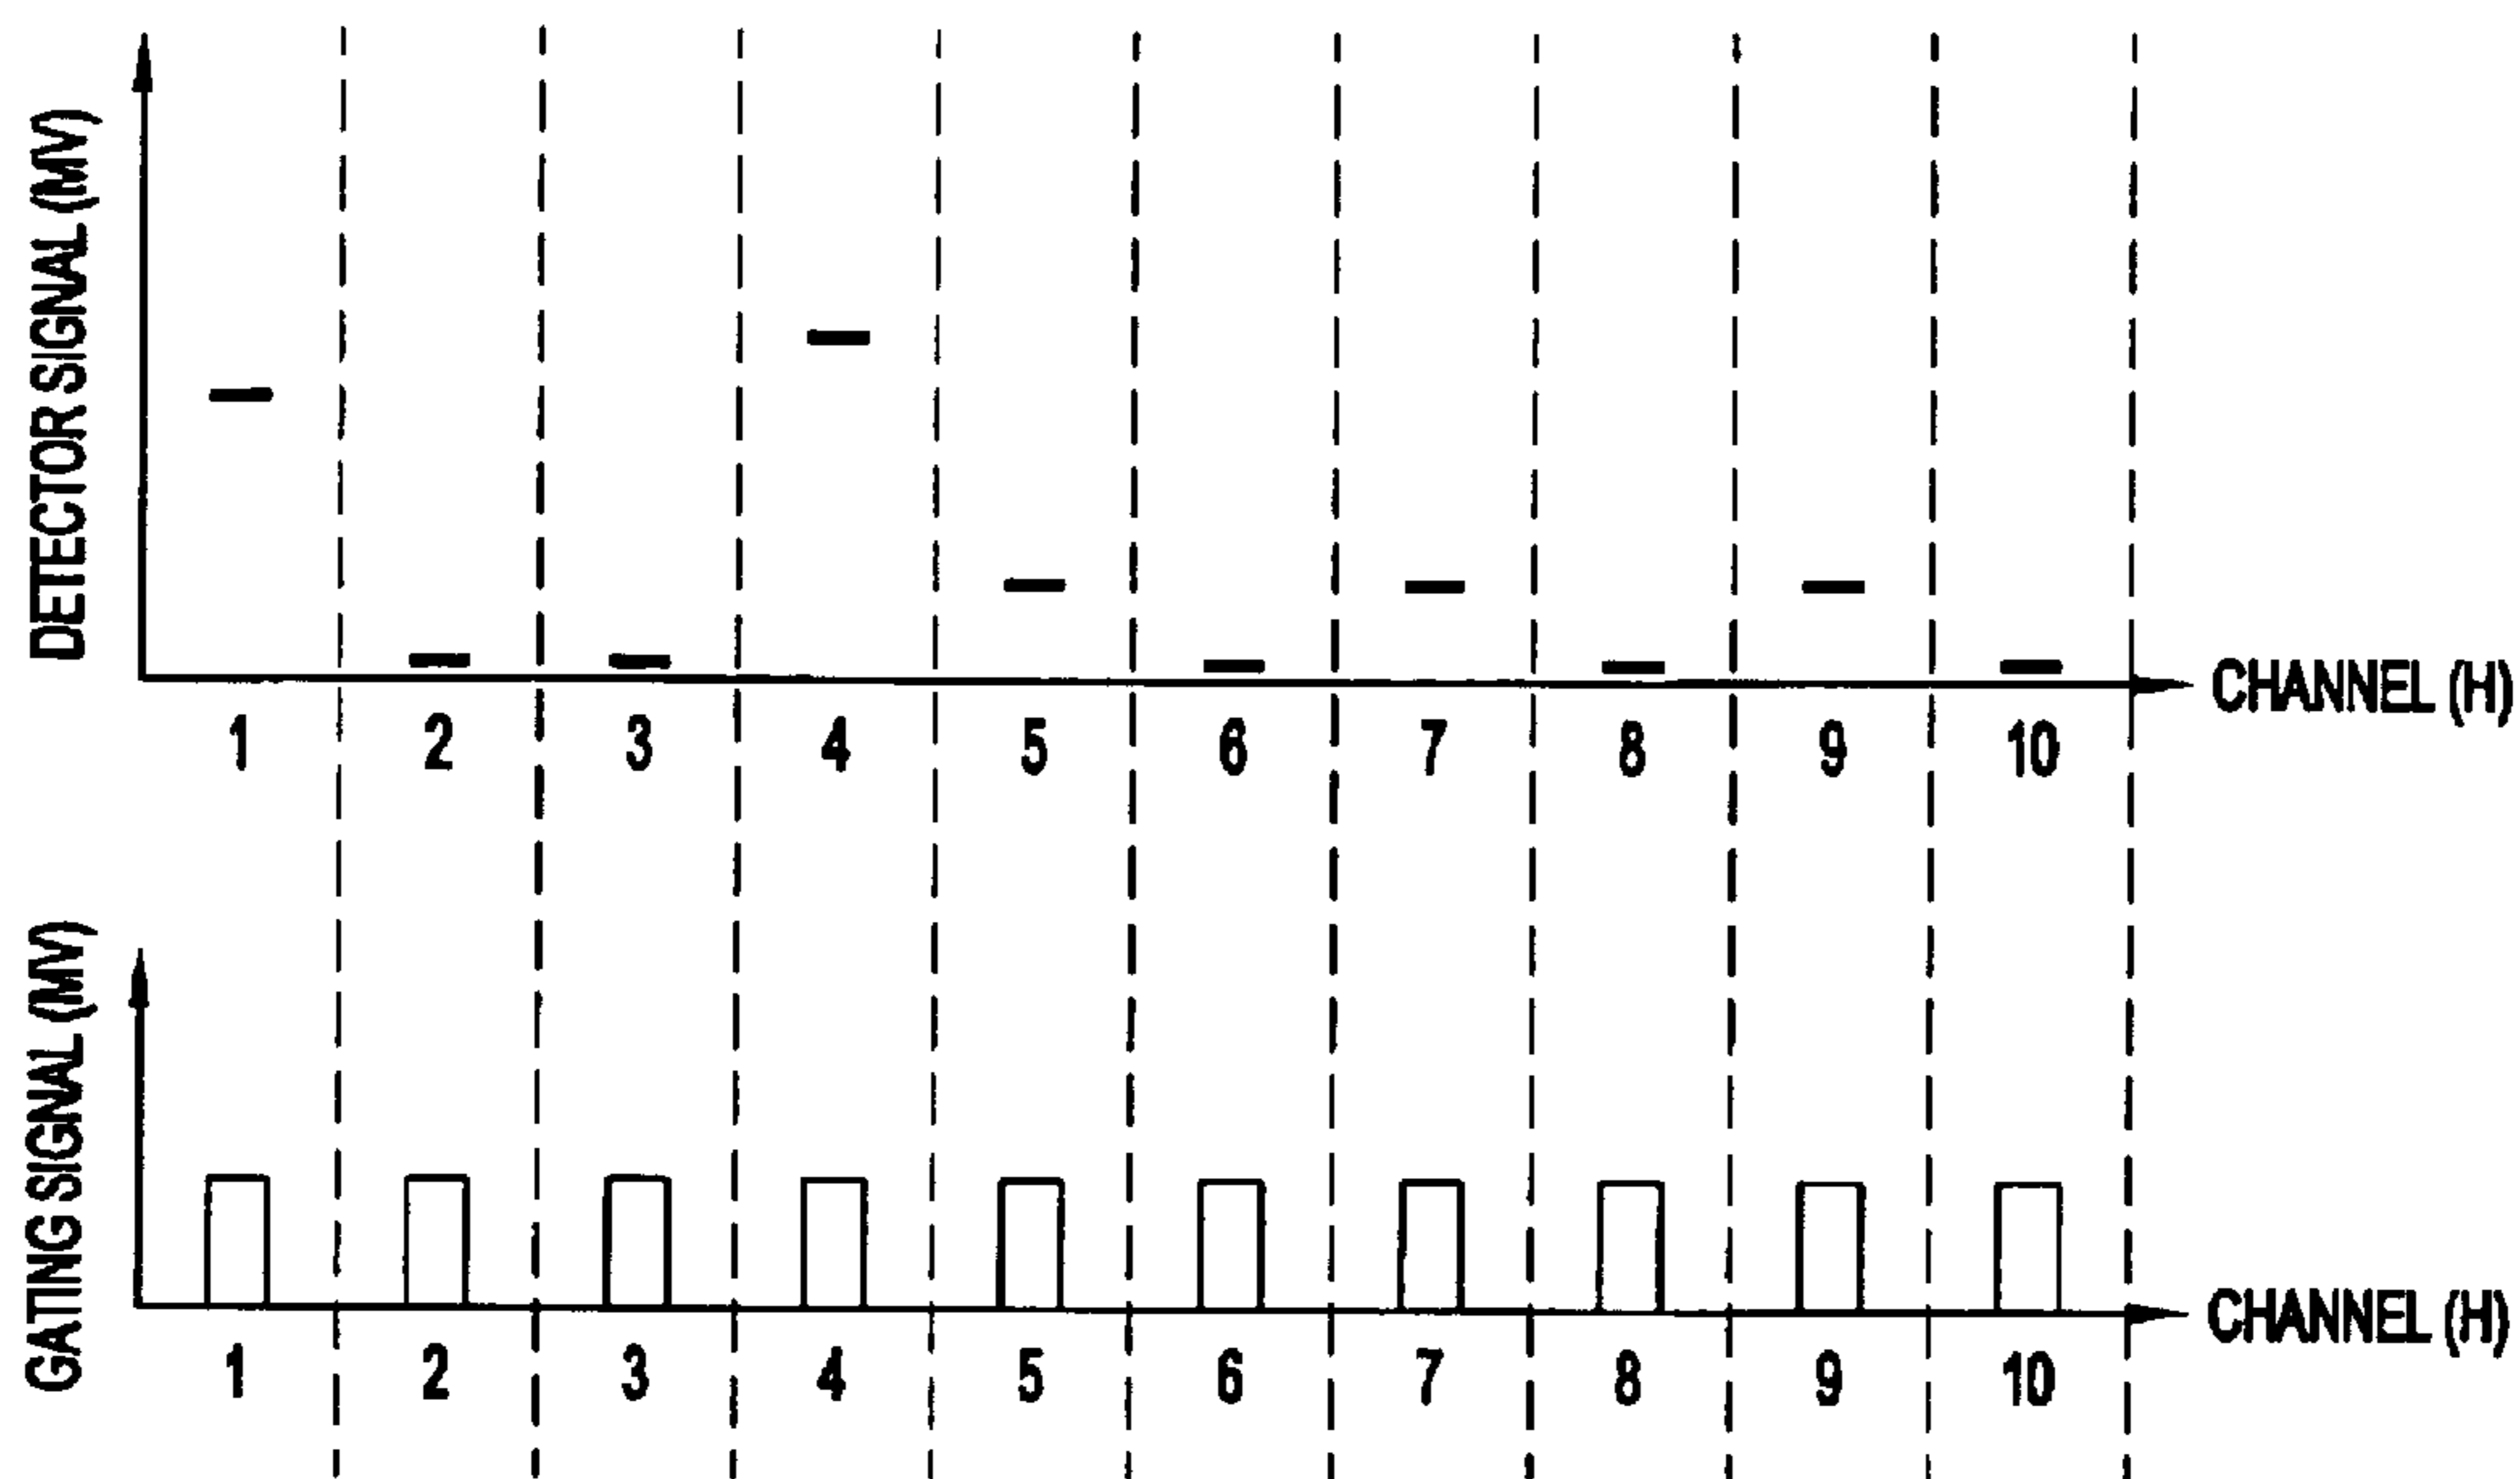 DETECTOR SIGNAL (MV)
1 2 3 4 5 6 7 8 9 10
CHANNEL (H)
GATING SIGNAL (MV)
1 2 3 4 5 6 7 8 9 10
CHANNEL (H)